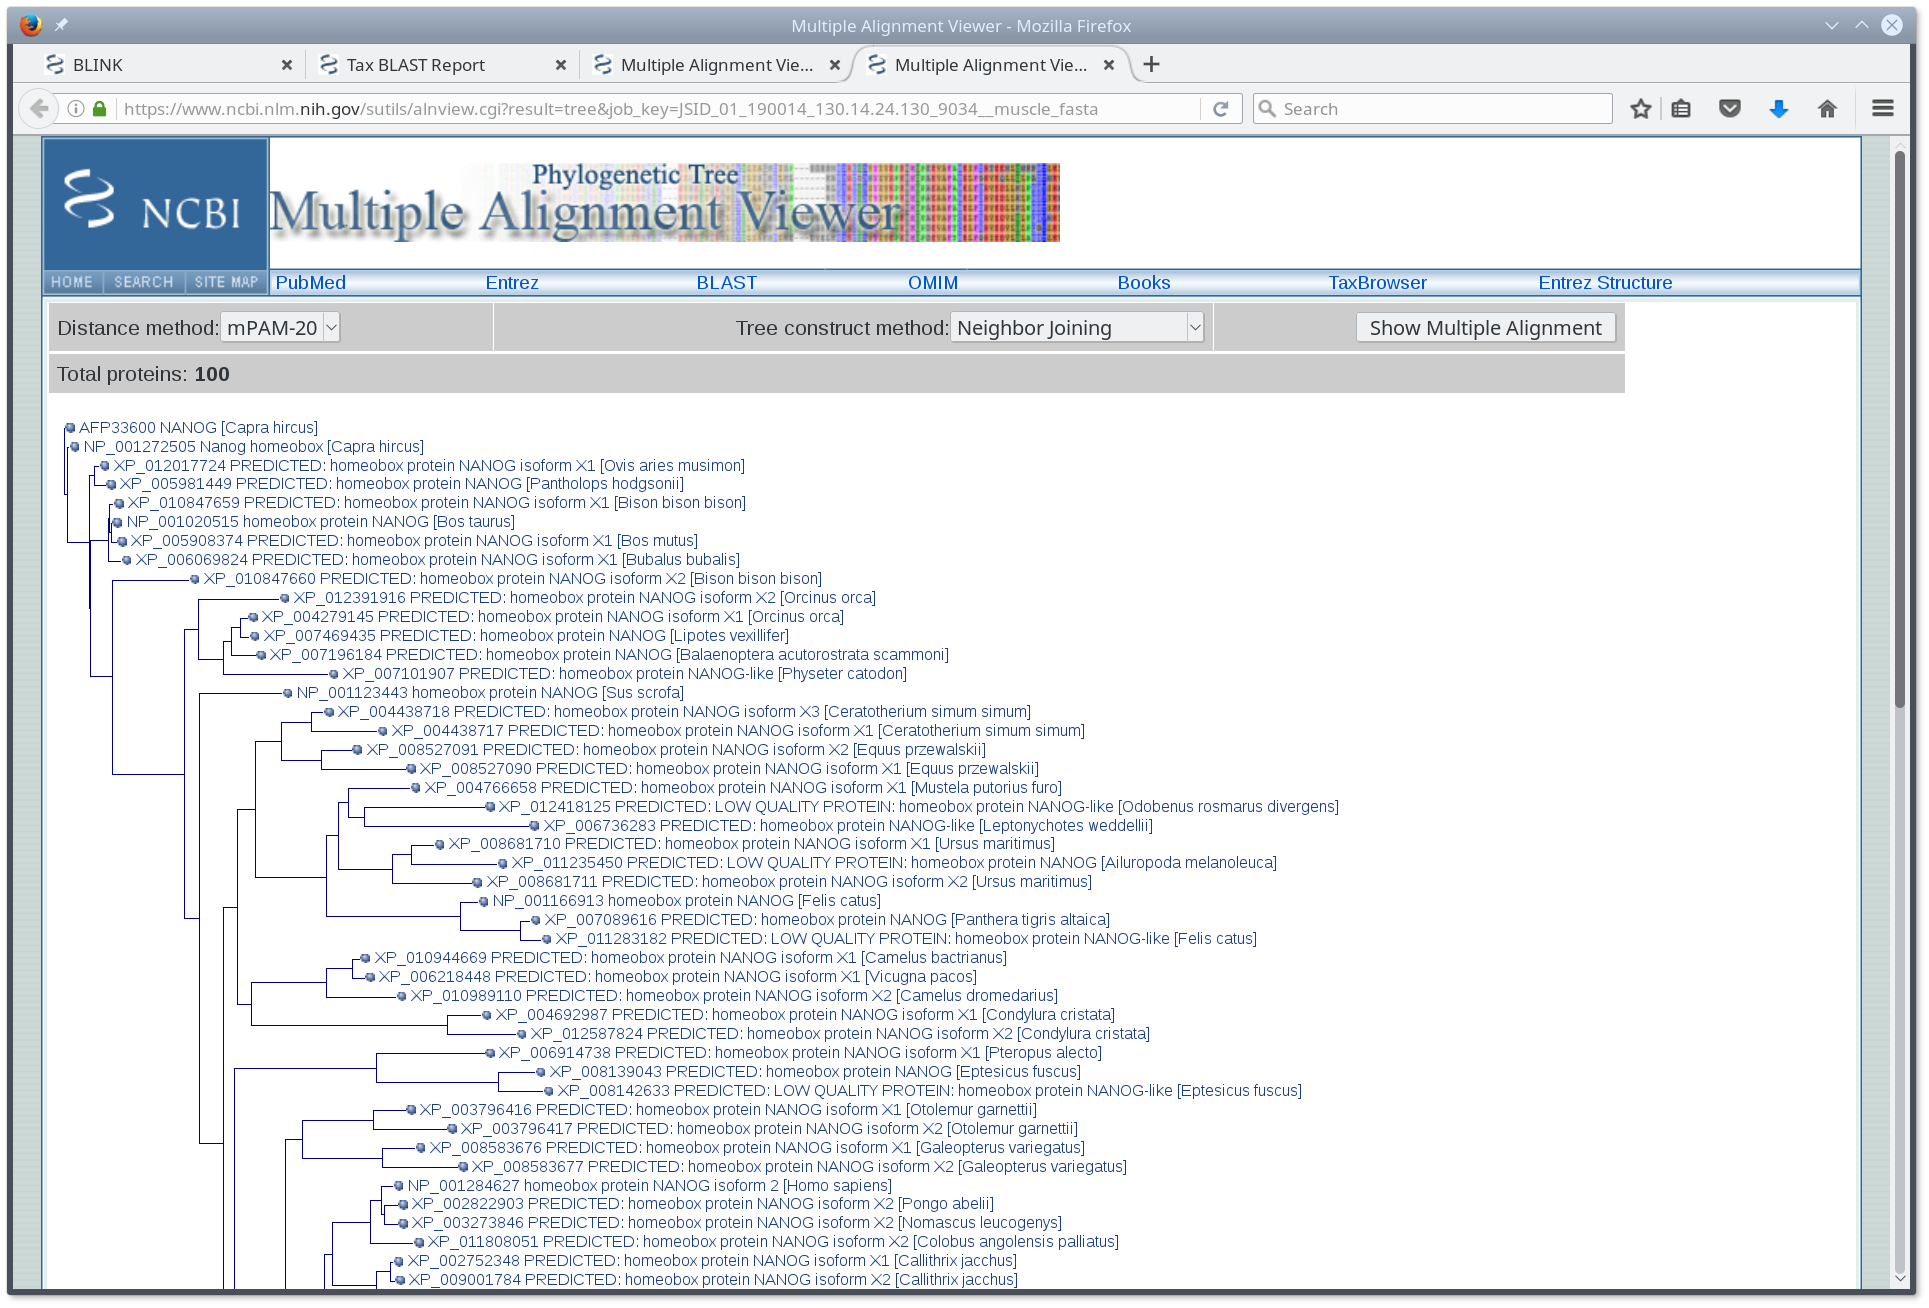 Multiple Alignment Viewer - Mozilla Firefox
BLINK
Tax BLAST Report
Multiple Alignment Vie...
Multiple Alignment Vie...
https://www.ncbi.nlm.nih.gov/sutils/alnview.cgi?result=tree&job_key=JSID_01_190014_130.14.24.130_9034__muscle_fasta
Search
NCBI
Phylogenetic Tree
Multiple Alignment Viewer
HOME SEARCH SITE MAP
PubMed Entrez BLAST OMIM Books TaxBrowser Entrez Structure
Distance method: mPAM-20 Tree construct method: Neighbor Joining Show Multiple Alignment
Total proteins: 100
AFP33600 NANOG [Capra hircus]
NP_001272505 Nanog homeobox [Capra hircus]
XP_012017724 PREDICTED: homeobox protein NANOG isoform X1 [Ovis aries musimon]
XP_005981449 PREDICTED: homeobox protein NANOG [Pantholops hodgsonii]
XP_010847659 PREDICTED: homeobox protein NANOG isoform X1 [Bison bison bison]
NP_001020515 homeobox protein NANOG [Bos taurus]
XP_005908374 PREDICTED: homeobox protein NANOG isoform X1 [Bos mutus]
XP_006069824 PREDICTED: homeobox protein NANOG isoform X1 [Bubalus bubalis]
XP_010847660 PREDICTED: homeobox protein NANOG isoform X2 [Bison bison bison]
XP_012391916 PREDICTED: homeobox protein NANOG isoform X2 [Orcinus orca]
XP_004279145 PREDICTED: homeobox protein NANOG isoform X1 [Orcinus orca]
XP_007469435 PREDICTED: homeobox protein NANOG [Lipotes vexillifer]
XP_007196184 PREDICTED: homeobox protein NANOG [Balaenoptera acutorostrata scammoni]
XP_007101907 PREDICTED: homeobox protein NANOG-like [Physeter catodon]
NP_001123443 homeobox protein NANOG [Sus scrofa]
XP_004438718 PREDICTED: homeobox protein NANOG isoform X3 [Ceratotherium simum simum]
XP_004438717 PREDICTED: homeobox protein NANOG isoform X1 [Ceratotherium simum simum]
XP_008527091 PREDICTED: homeobox protein NANOG isoform X2 [Equus przewalskii]
XP_008527090 PREDICTED: homeobox protein NANOG isoform X1 [Equus przewalskii]
XP_004766658 PREDICTED: homeobox protein NANOG isoform X1 [Mustela putorius furo]
XP_012418125 PREDICTED: LOW QUALITY PROTEIN: homeobox protein NANOG-like [Odobenus rosmarus divergens]
XP_006736283 PREDICTED: homeobox protein NANOG-like [Leptonychotes weddellii]
XP_008681710 PREDICTED: homeobox protein NANOG isoform X1 [Ursus maritimus]
XP_011235450 PREDICTED: LOW QUALITY PROTEIN: homeobox protein NANOG [Ailuropoda melanoleuca]
XP_008681711 PREDICTED: homeobox protein NANOG isoform X2 [Ursus maritimus]
NP_001166913 homeobox protein NANOG [Felis catus]
XP_007089616 PREDICTED: homeobox protein NANOG [Panthera tigris altaica]
XP_011283182 PREDICTED: LOW QUALITY PROTEIN: homeobox protein NANOG-like [Felis catus]
XP_010944669 PREDICTED: homeobox protein NANOG isoform X1 [Camelus bactrianus]
XP_006218448 PREDICTED: homeobox protein NANOG isoform X1 [Vicugna pacos]
XP_010989110 PREDICTED: homeobox protein NANOG isoform X2 [Camelus dromedarius]
XP_004692987 PREDICTED: homeobox protein NANOG isoform X1 [Condylura cristata]
XP_012587824 PREDICTED: homeobox protein NANOG isoform X2 [Condylura cristata]
XP_006914738 PREDICTED: homeobox protein NANOG isoform X1 [Pteropus alecto]
XP_008139043 PREDICTED: homeobox protein NANOG [Eptesicus fuscus]
XP_008142633 PREDICTED: LOW QUALITY PROTEIN: homeobox protein NANOG-like [Eptesicus fuscus]
XP_003796416 PREDICTED: homeobox protein NANOG isoform X1 [Otolemur garnettii]
XP_003796417 PREDICTED: homeobox protein NANOG isoform X2 [Otolemur garnettii]
XP_008583676 PREDICTED: homeobox protein NANOG isoform X1 [Galeopterus variegatus]
XP_008583677 PREDICTED: homeobox protein NANOG isoform X2 [Galeopterus variegatus]
NP_001284627 homeobox protein NANOG isoform 2 [Homo sapiens]
XP_002822903 PREDICTED: homeobox protein NANOG isoform X2 [Pongo abelii]
XP_003273846 PREDICTED: homeobox protein NANOG isoform X2 [Nomascus leucogenys]
XP_011808051 PREDICTED: homeobox protein NANOG isoform X2 [Colobus angolensis palliatus]
XP_002752348 PREDICTED: homeobox protein NANOG isoform X1 [Callithrix jacchus]
XP_009001784 PREDICTED: homeobox protein NANOG isoform X2 [Callithrix jacchus]